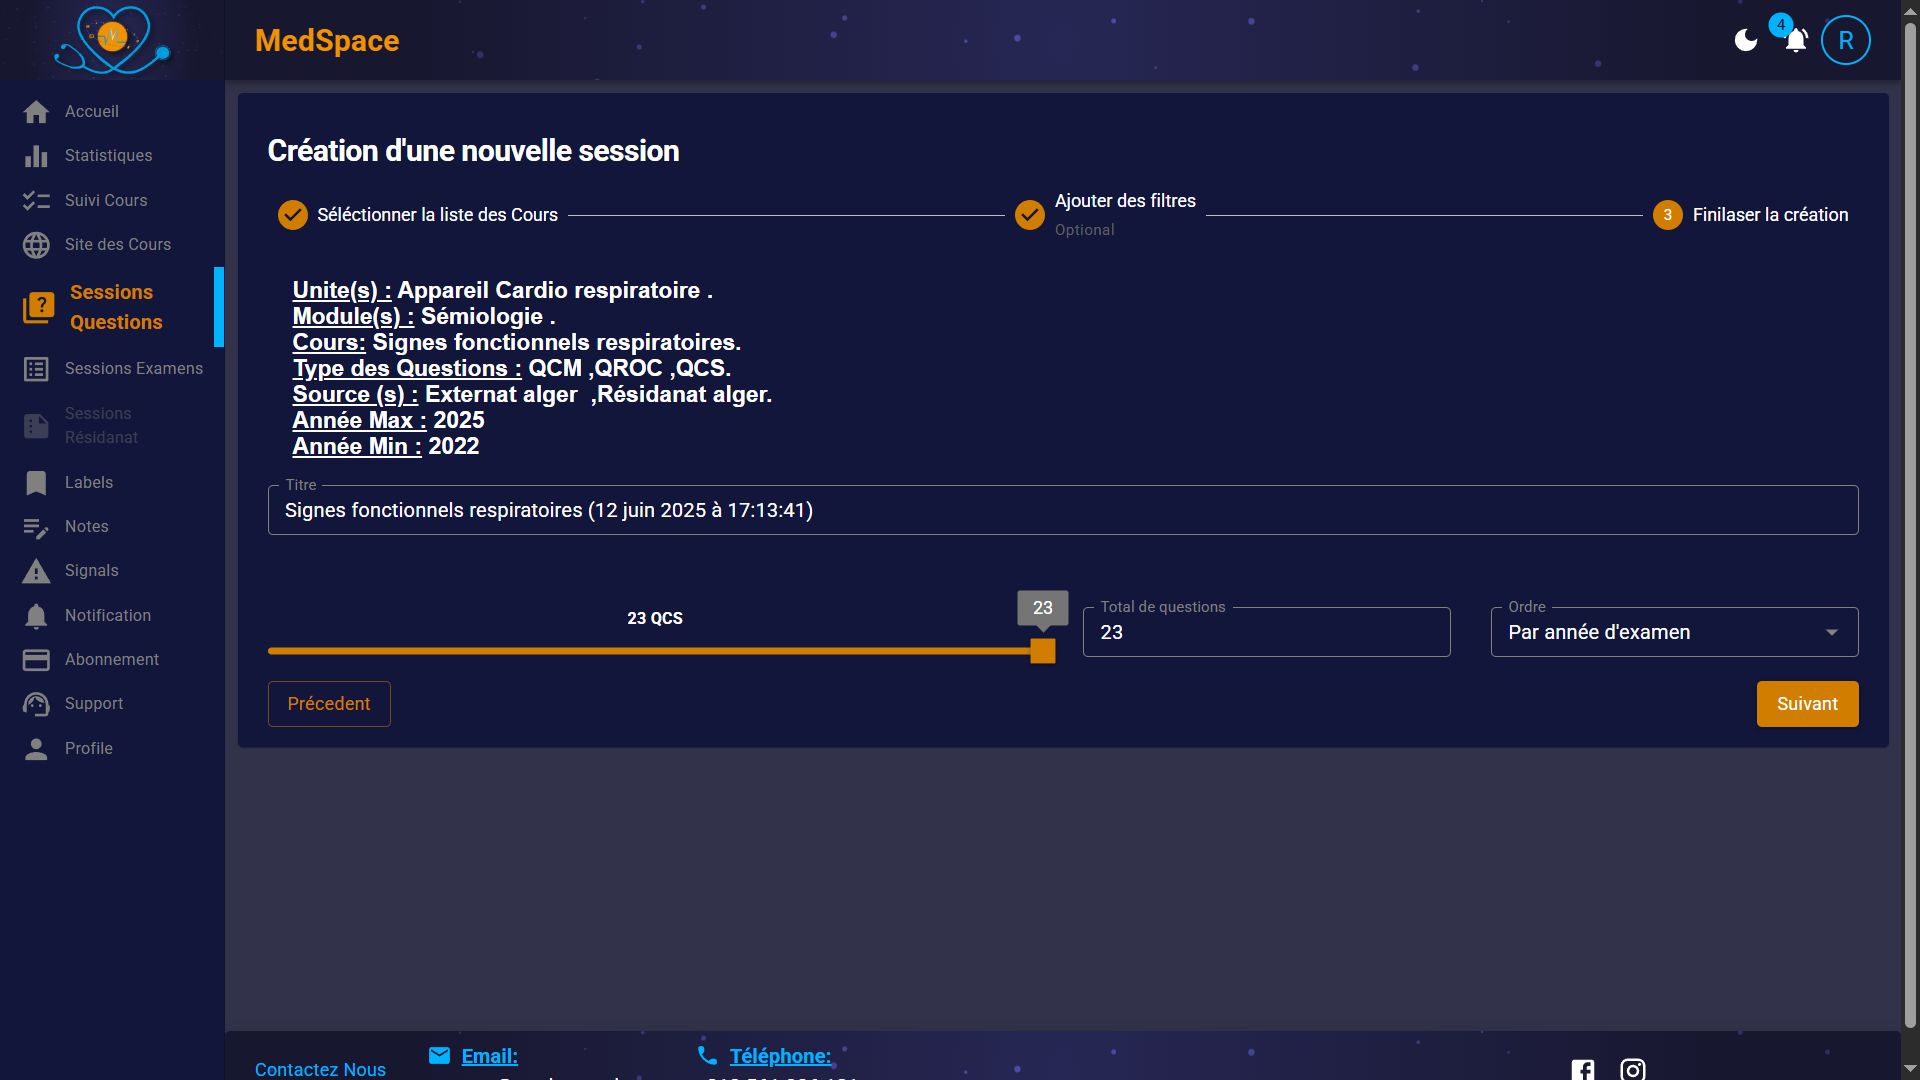 MedSpace
4
R
Accueil
Statistiques
Suivi Cours
Site des Cours
Sessions
Questions
Sessions Examens
Sessions
Résidanat
Labels
Notes
Signals
Notification
Abonnement
Support
Profile
Création d'une nouvelle session
Séléctionner la liste des Cours
Ajouter des filtres
Optional
3
Finilaser la création
Unite(s) : Appareil Cardio respiratoire .
Module(s) : Sémiologie .
Cours: Signes fonctionnels respiratoires.
Type des Questions : QCM ,QROC ,QCS.
Source (s) : Externat alger ,Résidanat alger.
Année Max : 2025
Année Min : 2022
Titre
Signes fonctionnels respiratoires (12 juin 2025 à 17:13:41)
23 QCS
23
Total de questions
23
Ordre
Par année d'examen
Précedent
Suivant
Contactez Nous
Email:
Téléphone: